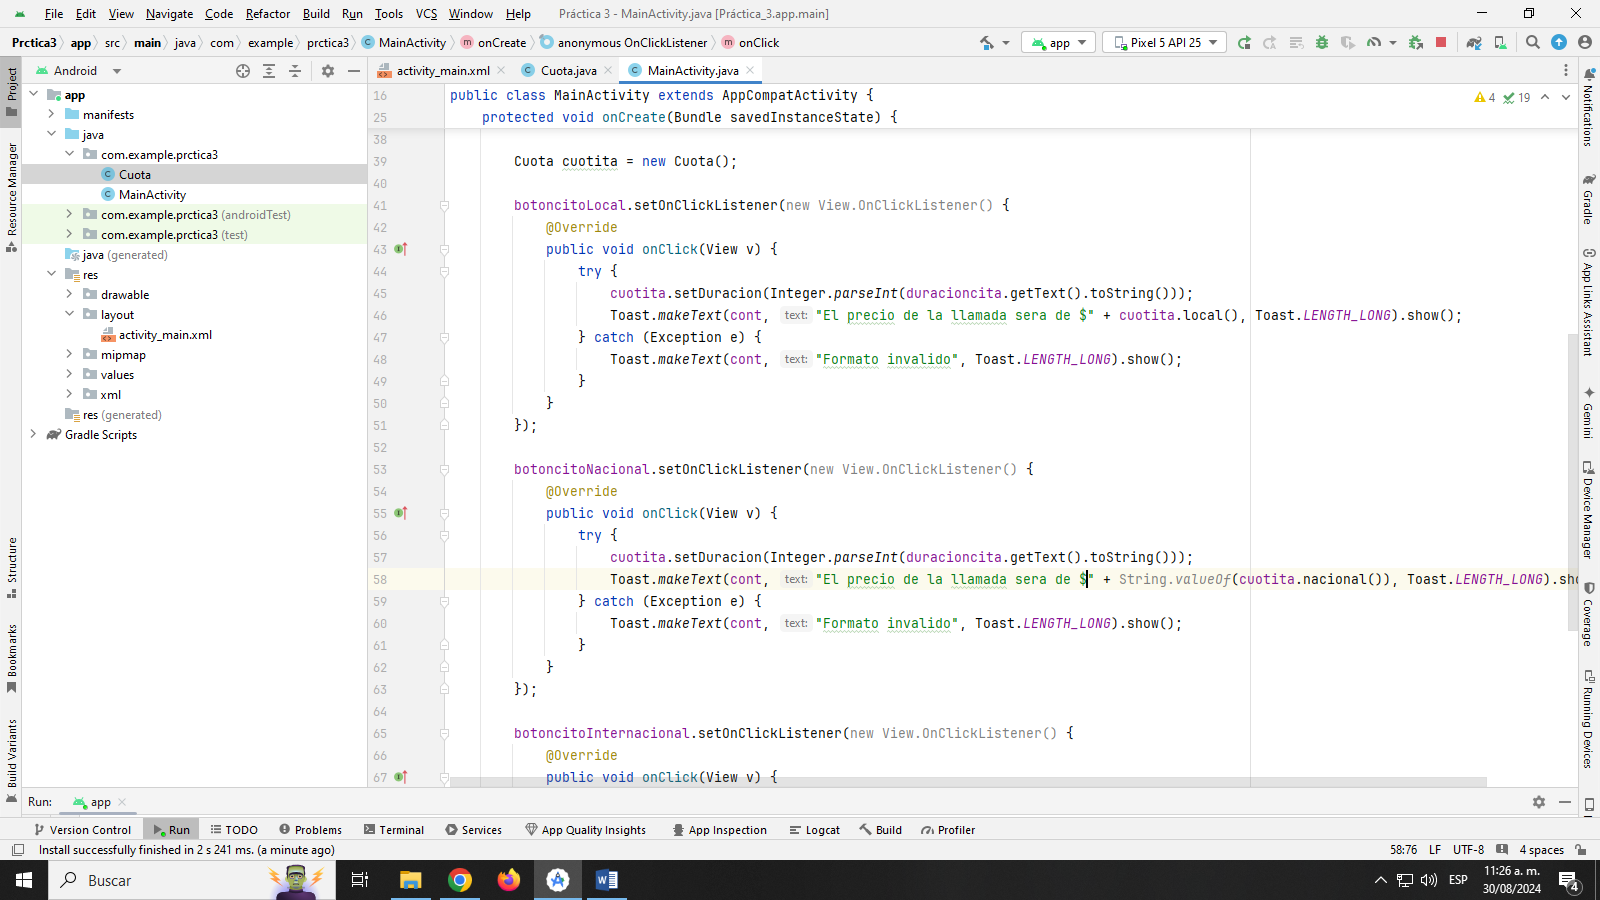 File Edit View Navigate Code Refactor Build Run Tools VCS Window Help Práctica 3 - MainActivity.java [Práctica_3.app.main]
Prctica3 app src main java com example prctica3 MainActivity onCreate anonymous OnClickListener onClick app Pixel 5 API 25
Android activity_main.xml Cuota.java MainActivity.java
Project
Resource Manager
Structure
Bookmarks
Build Variants
app
manifests
java
com.example.prctica3
Cuota
MainActivity
com.example.prctica3 (androidTest)
com.example.prctica3 (test)
java (generated)
res
drawable
layout
activity_main.xml
mipmap
values
xml
res (generated)
Gradle Scripts
4 19
16 public class MainActivity extends AppCompatActivity {
25 protected void onCreate(Bundle savedInstanceState) {
38
39 Cuota cuotita = new Cuota();
40
41 botoncitoLocal.setOnClickListener(new View.OnClickListener() {
42 @Override
43 public void onClick(View v) {
44 try {
45 cuotita.setDuracion(Integer.parseInt(duracioncita.getText().toString()));
46 Toast.makeText(cont, text: "El precio de la llamada sera de $" + cuotita.local(), Toast.LENGTH_LONG).show();
47 } catch (Exception e) {
48 Toast.makeText(cont, text: "Formato invalido", Toast.LENGTH_LONG).show();
49 }
50 }
51 });
52
53 botoncitoNacional.setOnClickListener(new View.OnClickListener() {
54 @Override
55 public void onClick(View v) {
56 try {
57 cuotita.setDuracion(Integer.parseInt(duracioncita.getText().toString()));
58 Toast.makeText(cont, text: "El precio de la llamada sera de $" + String.valueOf(cuotita.nacional()), Toast.LENGTH_LONG).sho
59 } catch (Exception e) {
60 Toast.makeText(cont, text: "Formato invalido", Toast.LENGTH_LONG).show();
61 }
62 }
63 });
64
65 botoncitoInternacional.setOnClickListener(new View.OnClickListener() {
66 @Override
67 public void onClick(View v) {
Notifications
Gradle
App Links Assistant
Gemini
Device Manager
Coverage
Running Devices
Run: app
Version Control Run TODO Problems Terminal Services App Quality Insights App Inspection Logcat Build Profiler
Install successfully finished in 2 s 241 ms. (a minute ago) 58:76 LF UTF-8 4 spaces
Buscar ESP 11:26 a. m.
30/08/2024 4